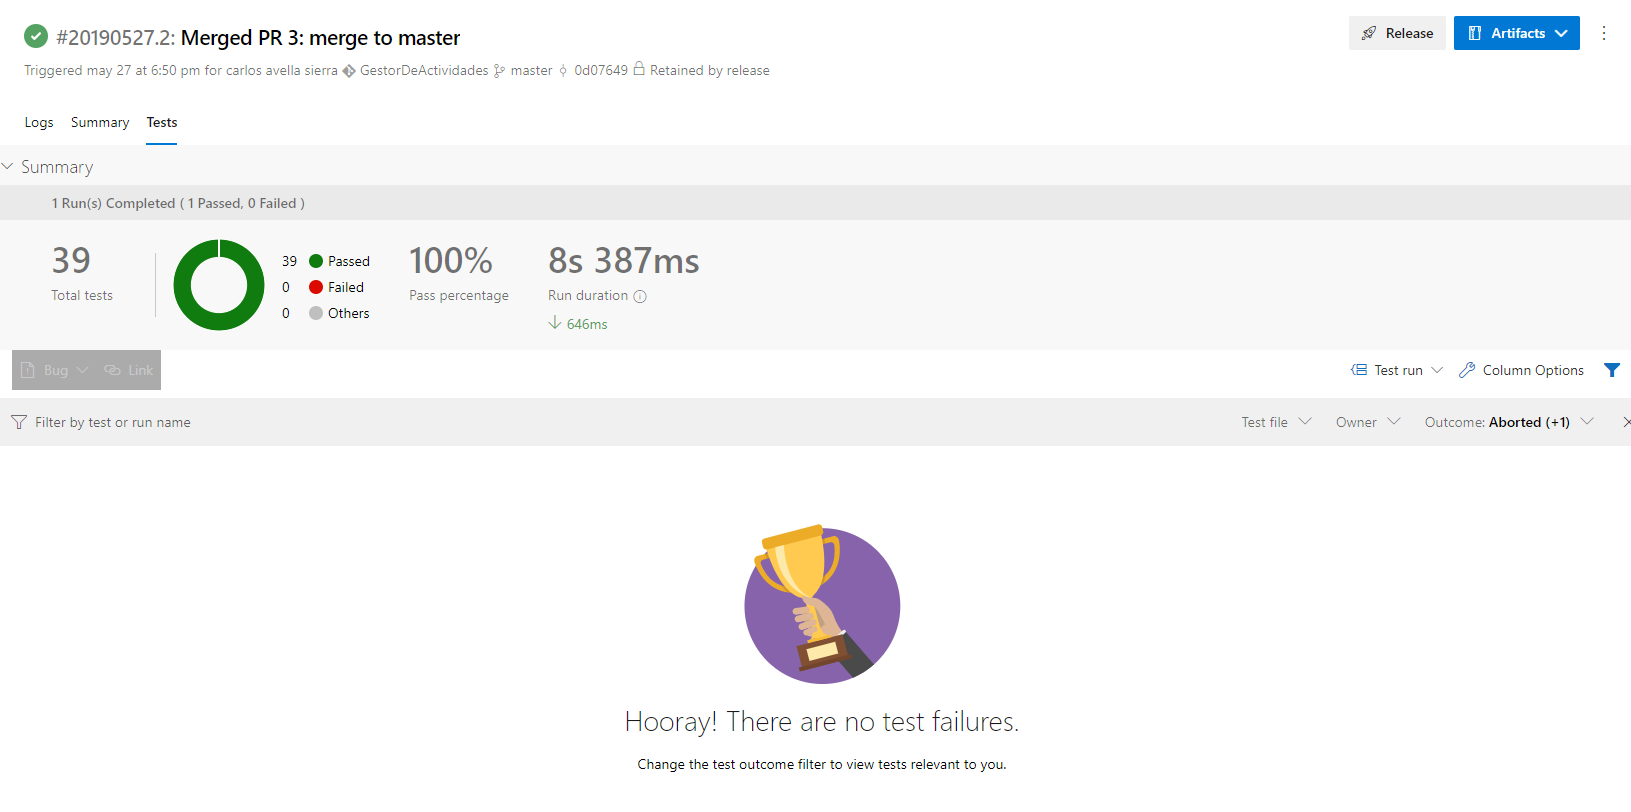 #20190527.2: Merged PR 3: merge to master
Release
Artifacts
Triggered may 27 at 6:50 pm for carlos avella sierra GestorDeActividades master 0d07649 Retained by release
Logs Summary Tests
Summary
1 Run(s) Completed ( 1 Passed, 0 Failed )
39
Total tests
39 Passed
0 Failed
0 Others
100%
Pass percentage
8s 387ms
Run duration
646ms
Bug Link
Test run Column Options
Filter by test or run name
Test file Owner Outcome: Aborted (+1)
Hooray! There are no test failures.
Change the test outcome filter to view tests relevant to you.